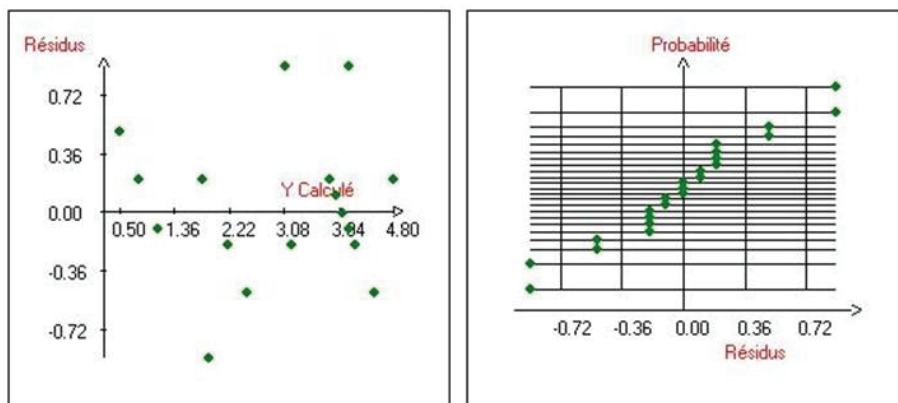 Résidus
0.72
0.36
Y Calculé
0.00
0.50 1.36 2.22 3.08 3.94 4.80
-0.36
-0.72
Probabilité
-0.72 -0.36 0.00 0.36 0.72
Résidus